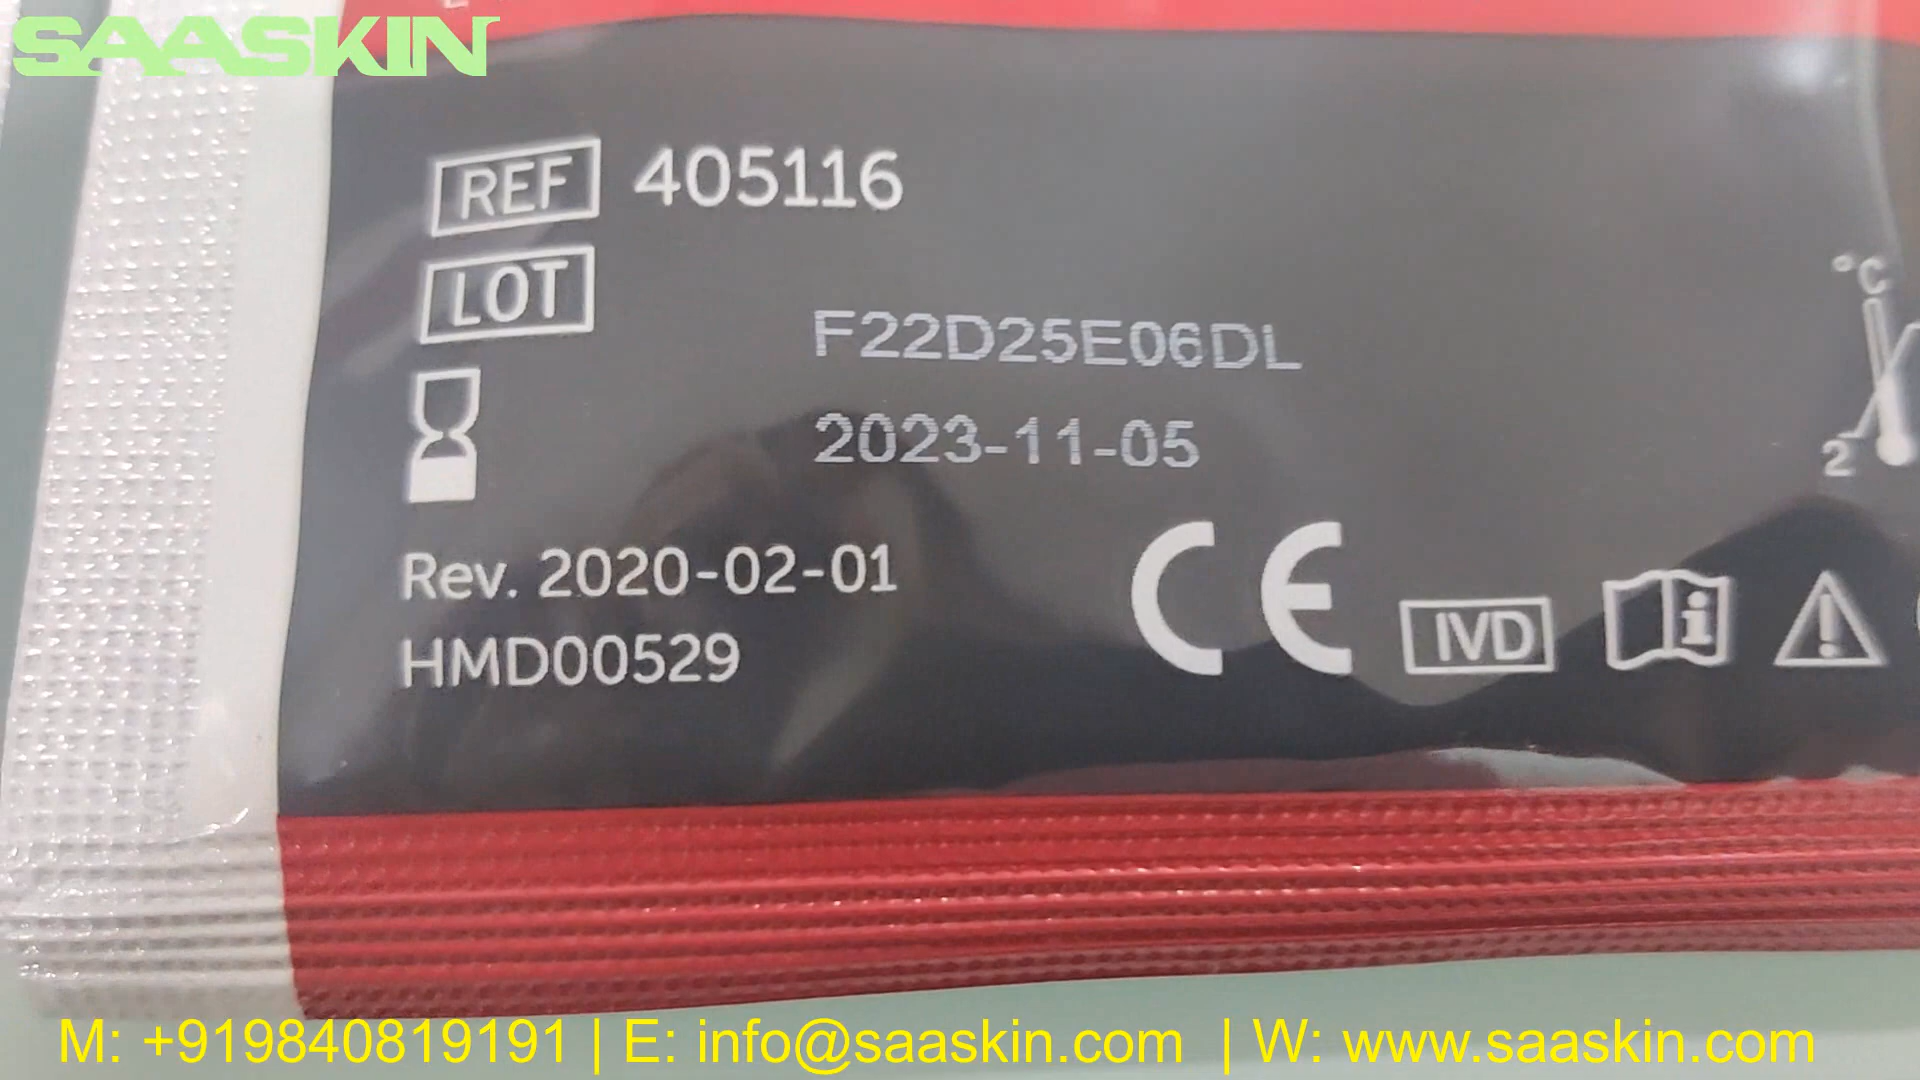 SAASKIN
REF 405116
LOT
F22D25E06DL
2023-11-05
°C
2
Rev. 2020-02-01
HMD00529
CE IVD
M: +919840819191 | E: info@saaskin.com | W: www.saaskin.com